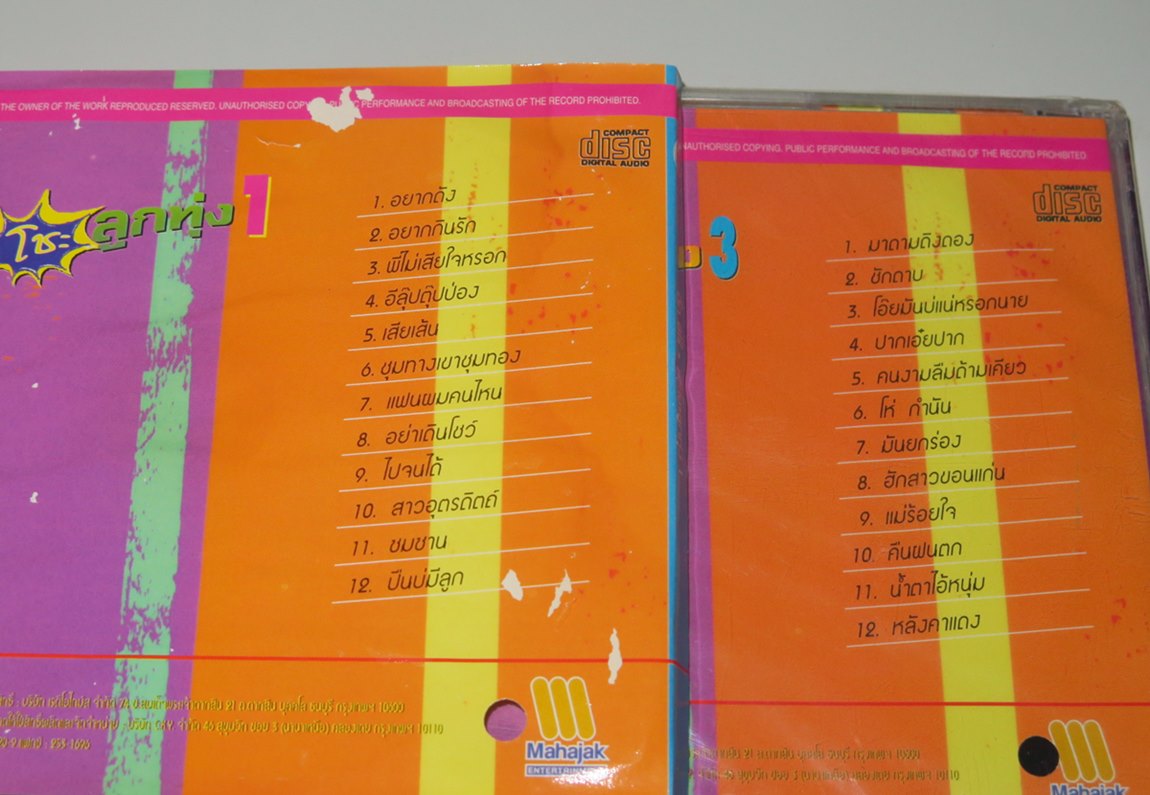 THE OWNER OF THE WORK REPRODUCED RESERVED. UNAUTHORISED COPYING. PUBLIC PERFORMANCE AND BROADCASTING OF THE RECORD PROHIBITED.
COMPACT
disc
DIGITAL AUDIO
โชะ ลูกทุ่ง 1
1. อยากดัง
2. อยากกินรัก
3. พี่ไม่เสียใจหรอก
4. อีลุ๊ปตุ๊ปป่อง
5. เสียเส้น
6. ชุมทางเขาชุมทอง
7. แฟนผมคนไหน
8. อย่าเดินโชว์
9. ไปจนได้
10. สาวอุตรดิตถ์
11. ชมชาน
12. ปืนบ่มีลูก
Mahajak
ENTERTAINMENT
UNAUTHORISED COPYING. PUBLIC PERFORMANCE AND BROADCASTING OF THE RECORD PROHIBITED
COMPACT
disc
DIGITAL AUDIO
3
1. มาดามดิงดอง
2. ชักดาบ
3. โอ๊ยมันบ่แน่หรอกนาย
4. ปากเอ๋ยปาก
5. คนงามลืมด้ามเคียว
6. โห่ กำนัน
7. มันยกร่อง
8. ฮักสาวขอนแก่น
9. แม่ร้อยใจ
10. คืนฝนตก
11. น้ำตาไอ้หนุ่ม
12. หลังคาแดง
Mahajak